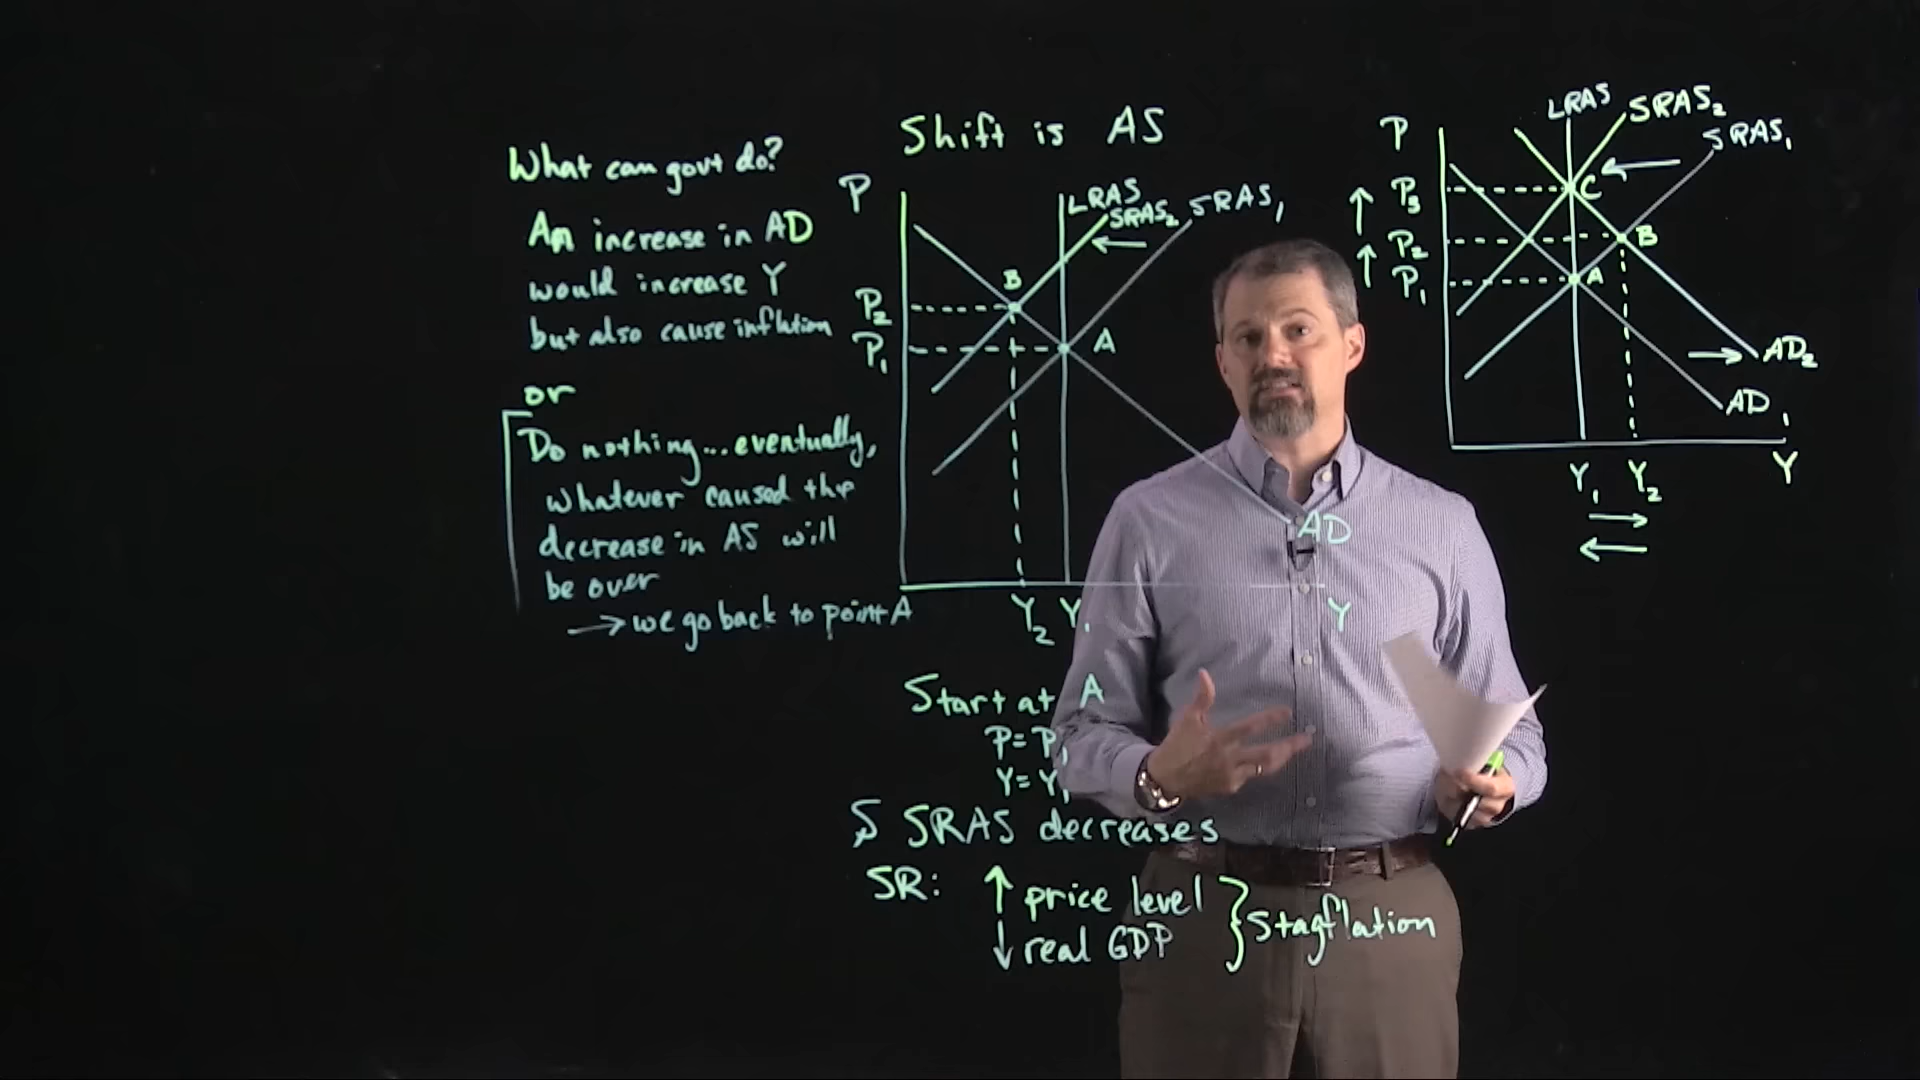 What can govt do?
An increase in AD
would increase Y
but also cause inflation
or
Do nothing... eventually,
whatever caused the
decrease in AS will
be over
→ we go back to point A
Shift is AS
P
LRAS
SRAS2
SRAS1
B
P2
A
P1
AD
Y2 Y1
Y
Start at A
P=P1
Y=Y1
S SRAS decreases
SR: ↑ price level
↓ real GDP
} Stagflation
P
LRAS
SRAS2
SRAS1
C
↑ P3
P2
B
↑ P1
A
AD2
AD1
Y1 Y2
Y